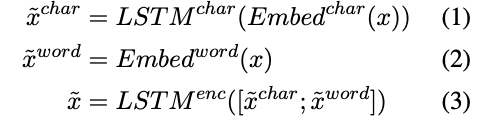 x̃^char = LSTM^char(Embed^char(x)) (1)
x̃^word = Embed^word(x) (2)
x̃ = LSTM^enc([x̃^char; x̃^word]) (3)